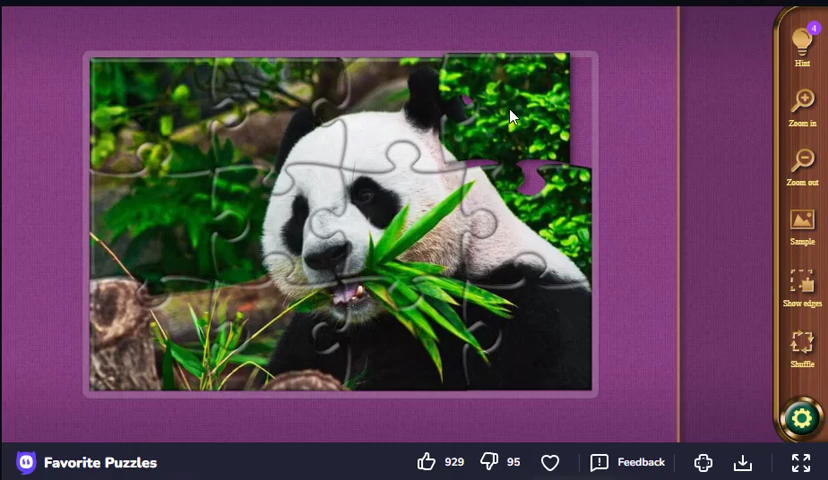 4
Hint
Zoom in
Zoom out
Sample
Show edges
Shuffle
Favorite Puzzles
929
95
Feedback